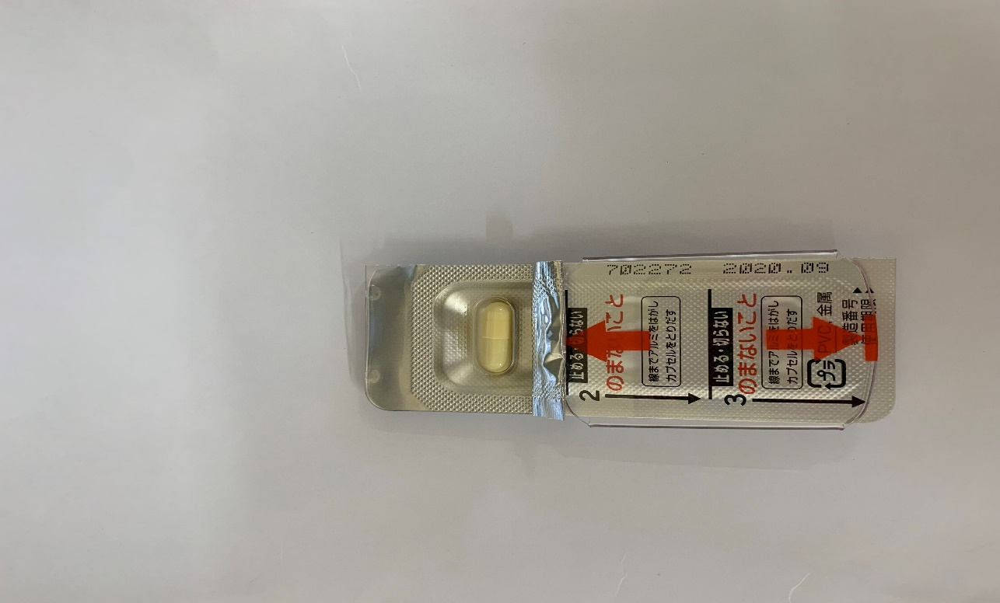 702272 2020.09
止める・切らない
のまないこと
線までアルミをはがし
カプセルをとりだす
2
止める・切らない
のまないこと
線までアルミをはがし
カプセルをとりだす
3
プラ
PVC, 金属
製造番号
使用期限